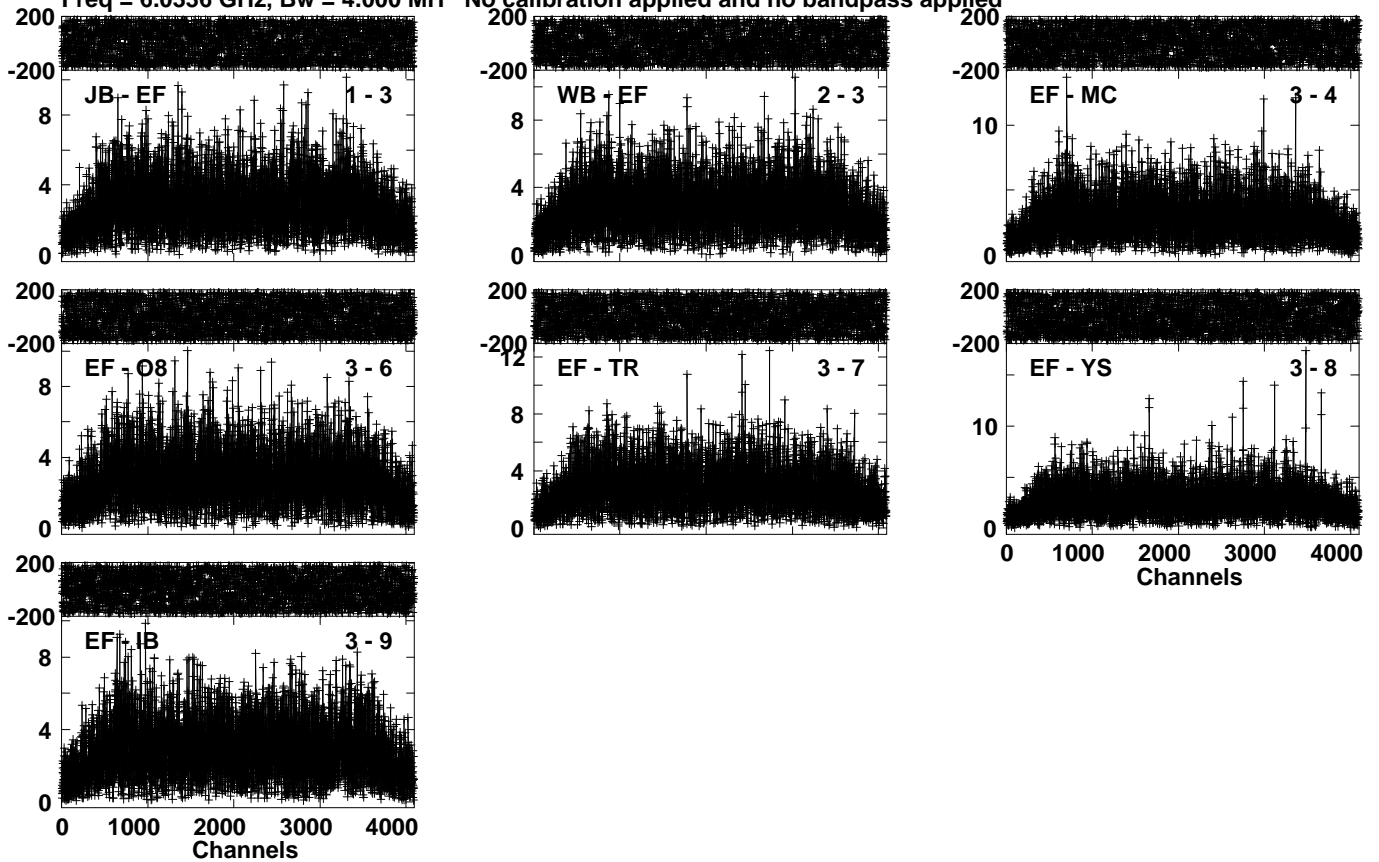 Freq = GHz, Bw = 4.000 MH No calibration applied and no bandpass applied
200 200 200
-200 -200 -200
JB - EF 1 - 3 WB - EF 2 - 3 EF - MC 3 - 4
8 8 10
4 4
0 0 0
200 200 200
-200 -200 -200
12
EF - O8 3 - 6 EF - TR 3 - 7 EF - YS 3 - 8
8 8 10
4 4
0 0 0
0 1000 2000 3000 4000
Channels
200
-200
EF - IB 3 - 9
8
4
0
0 1000 2000 3000 4000
Channels